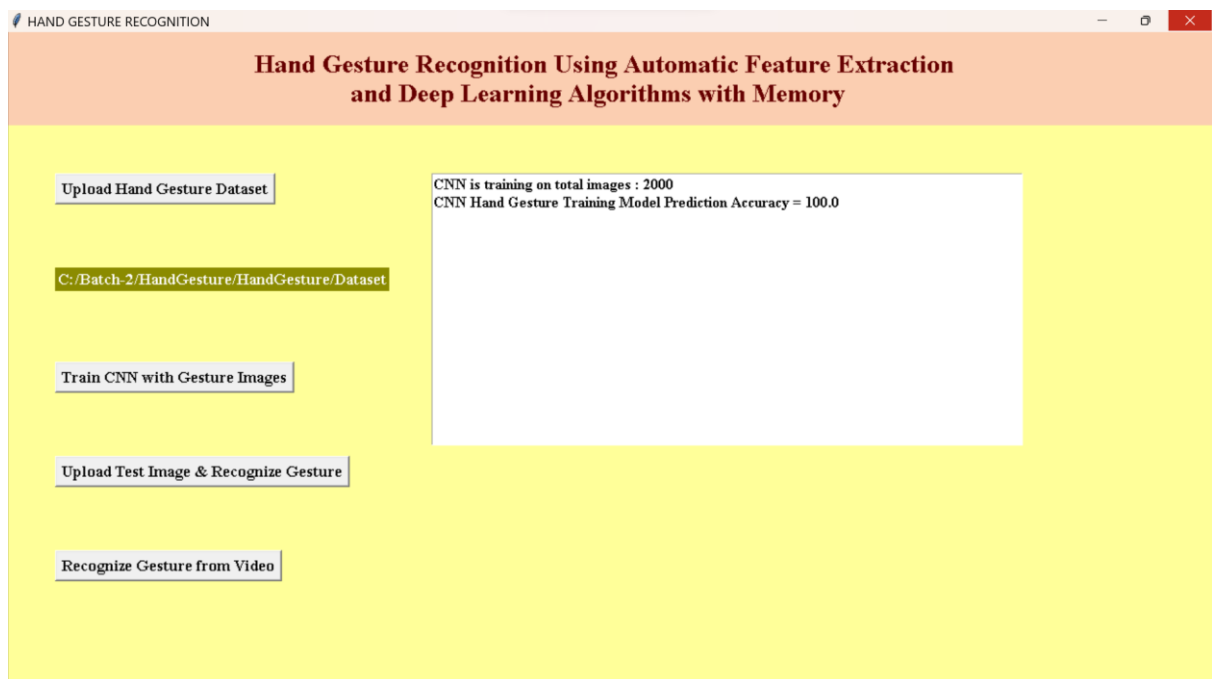 HAND GESTURE RECOGNITION
Hand Gesture Recognition Using Automatic Feature Extraction
and Deep Learning Algorithms with Memory
Upload Hand Gesture Dataset
CNN is training on total images : 2000
CNN Hand Gesture Training Model Prediction Accuracy = 100.0
C:/Batch-2/HandGesture/HandGesture/Dataset
Train CNN with Gesture Images
Upload Test Image & Recognize Gesture
Recognize Gesture from Video